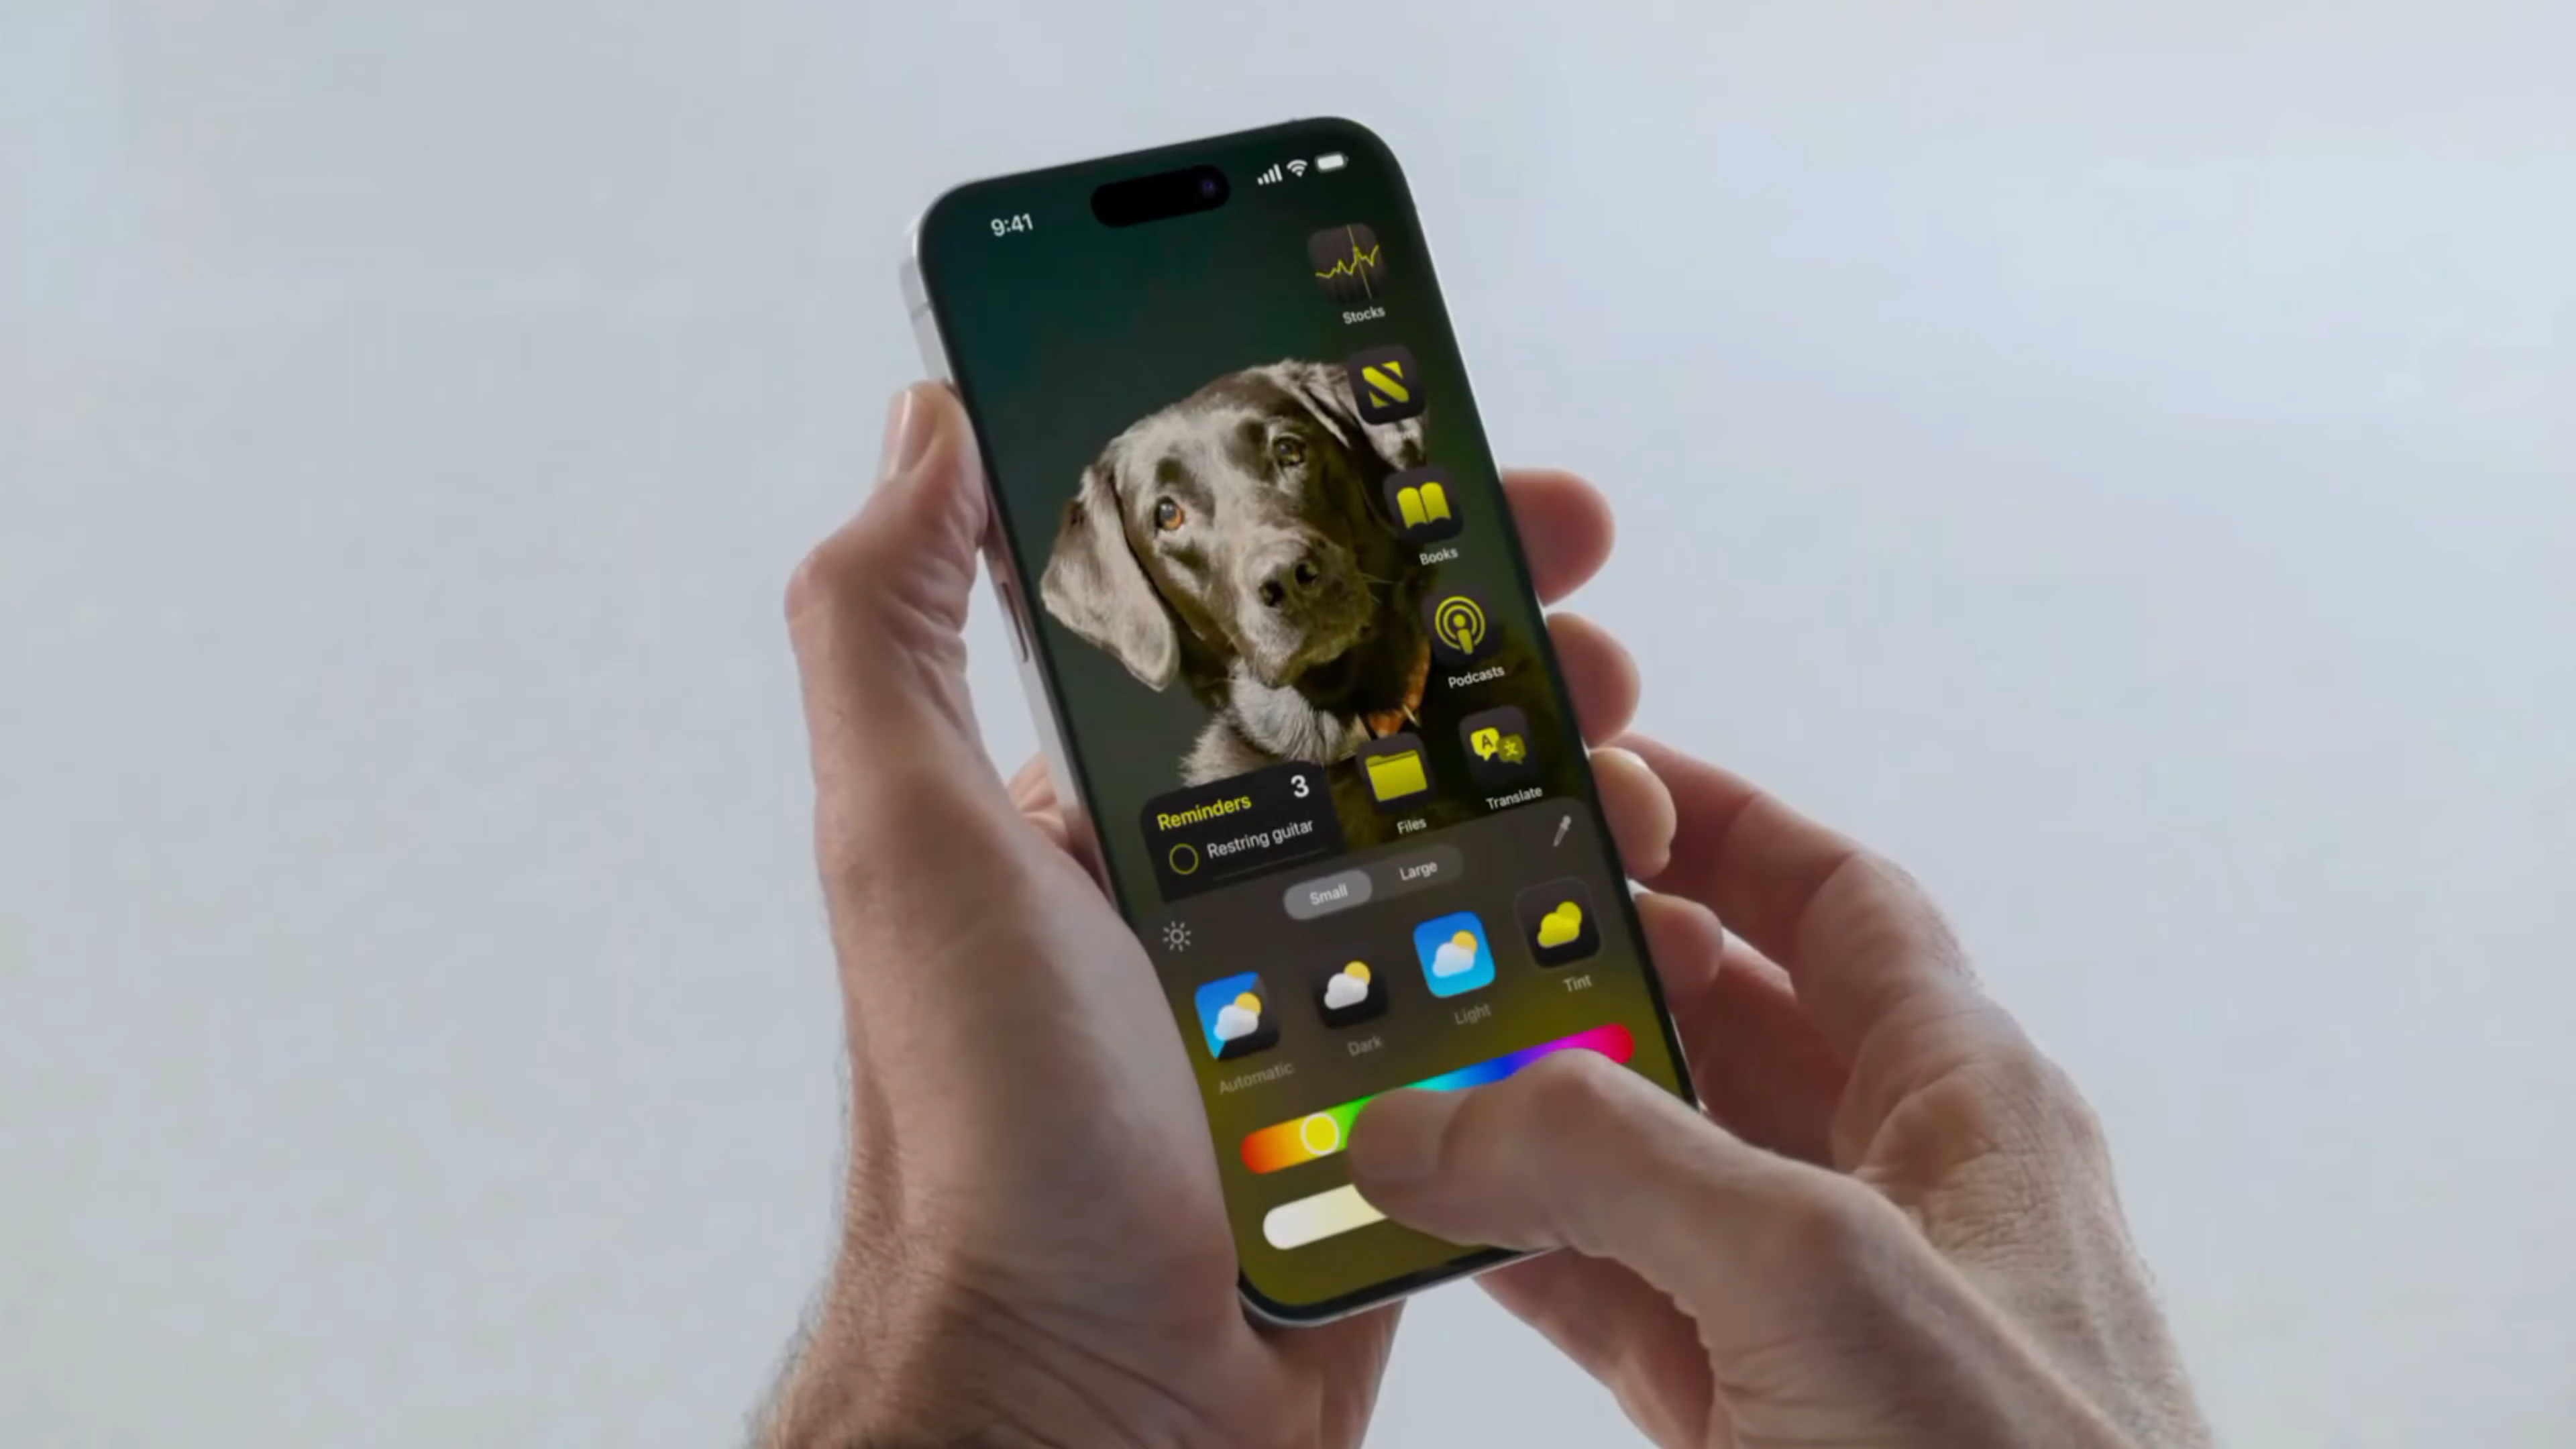 9:41
Stocks
Books
Podcasts
Translate
Files
Reminders
3
Restring guitar
Small
Large
Automatic
Dark
Light
Tint